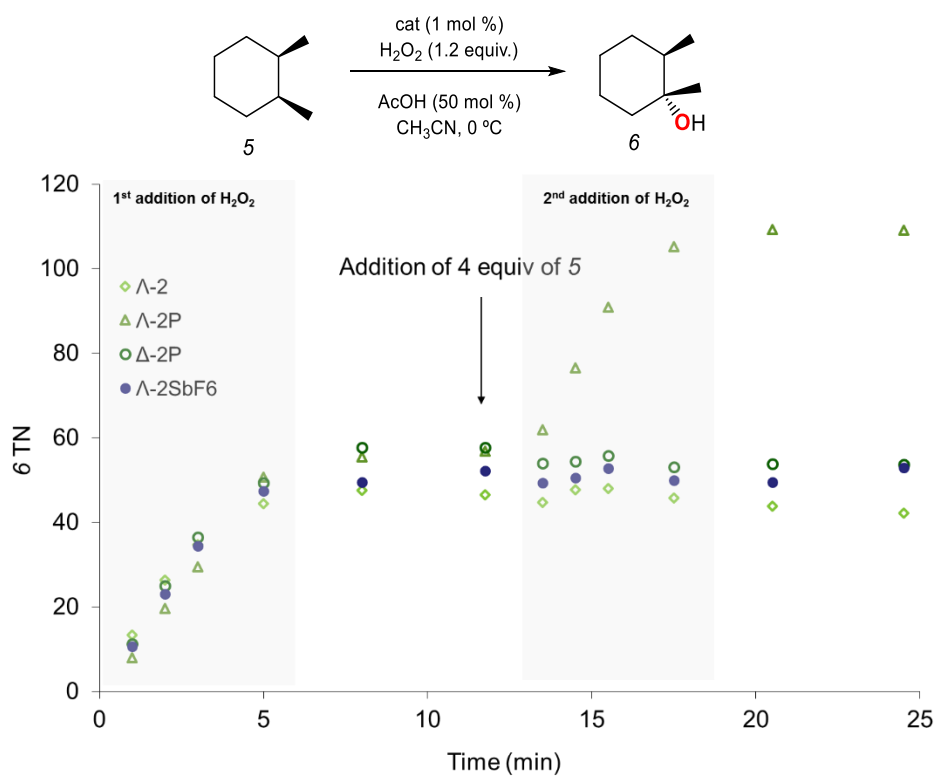 cat (1 mol %)
H₂O₂ (1.2 equiv.)
AcOH (50 mol %)
CH₃CN, 0 ºC
5
OH
6
1st addition of H₂O₂
2nd addition of H₂O₂
Addition of 4 equiv of 5
Λ-2
Λ-2P
Δ-2P
Λ-2SbF6
6 TN
120
100
80
60
40
20
0
0
5
10
15
20
25
Time (min)